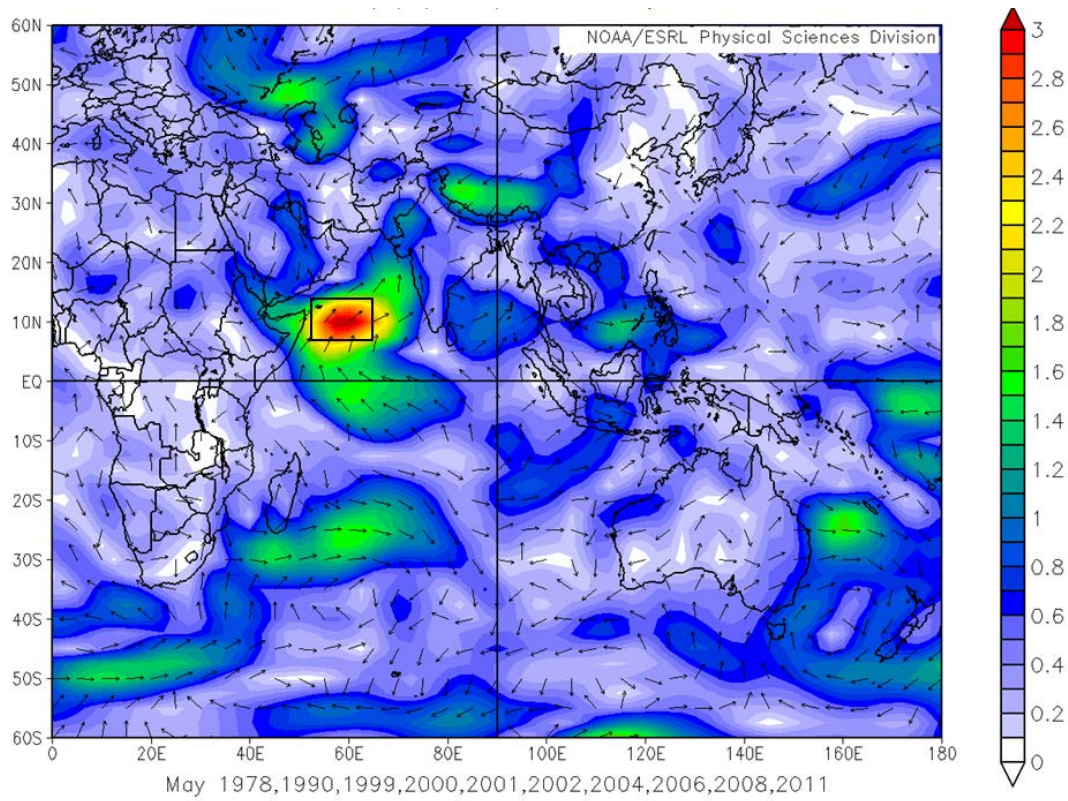 NOAA/ESRL Physical Sciences Division
60N
50N
40N
30N
20N
10N
EQ
10S
20S
30S
40S
50S
60S
0 20E 40E 60E 80E 100E 120E 140E 160E 180
May 1978,1990,1999,2000,2001,2002,2004,2006,2008,2011
3
2.8
2.6
2.4
2.2
2
1.8
1.6
1.4
1.2
1
0.8
0.6
0.4
0.2
0